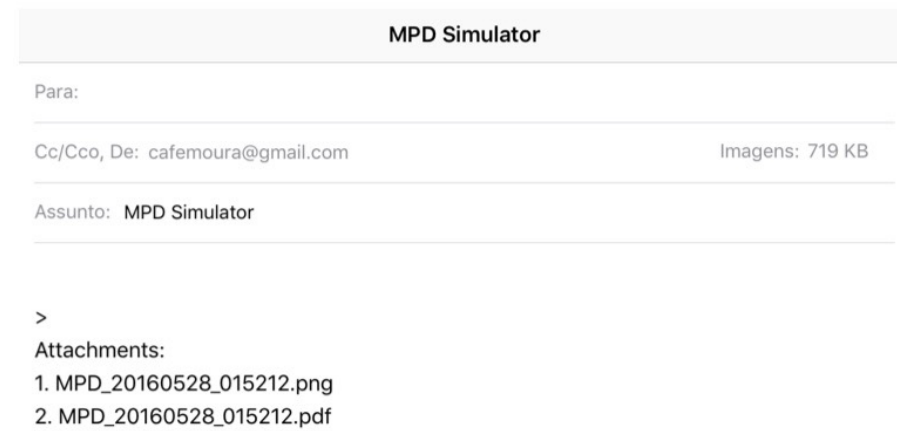 MPD Simulator
Para:
Cc/Cco, De: cafemoura@gmail.com Imagens: 719 KB
Assunto: MPD Simulator
>
Attachments:
1. MPD_20160528_015212.png
2. MPD_20160528_015212.pdf